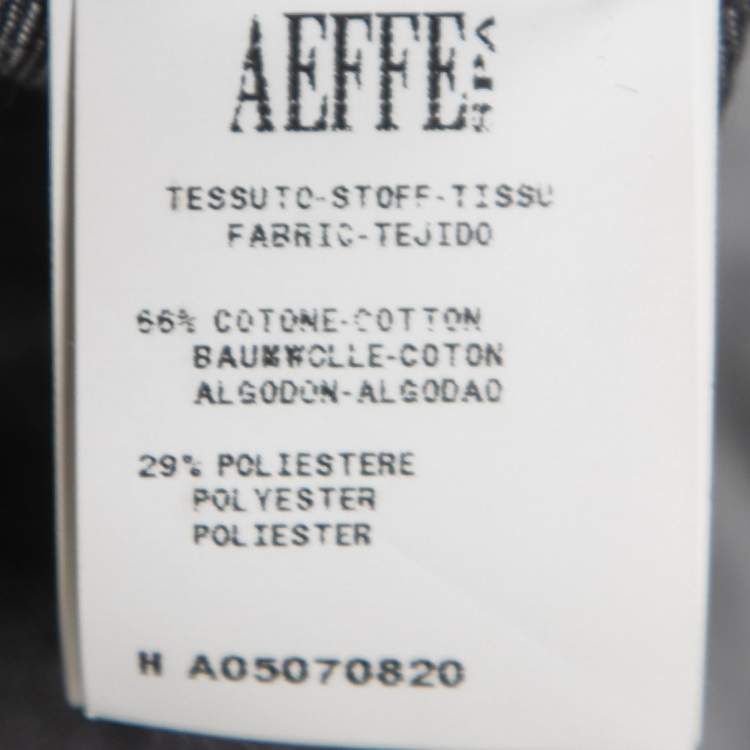 AEFFE
TESSUTO-STOFF-TISSU
FABRIC-TEJIDO
66% COTONE-COTTON
BAUMWOLLE-COTON
ALGODON-ALGODAO
29% POLIESTERE
POLYESTER
POLIESTER
H A05070820